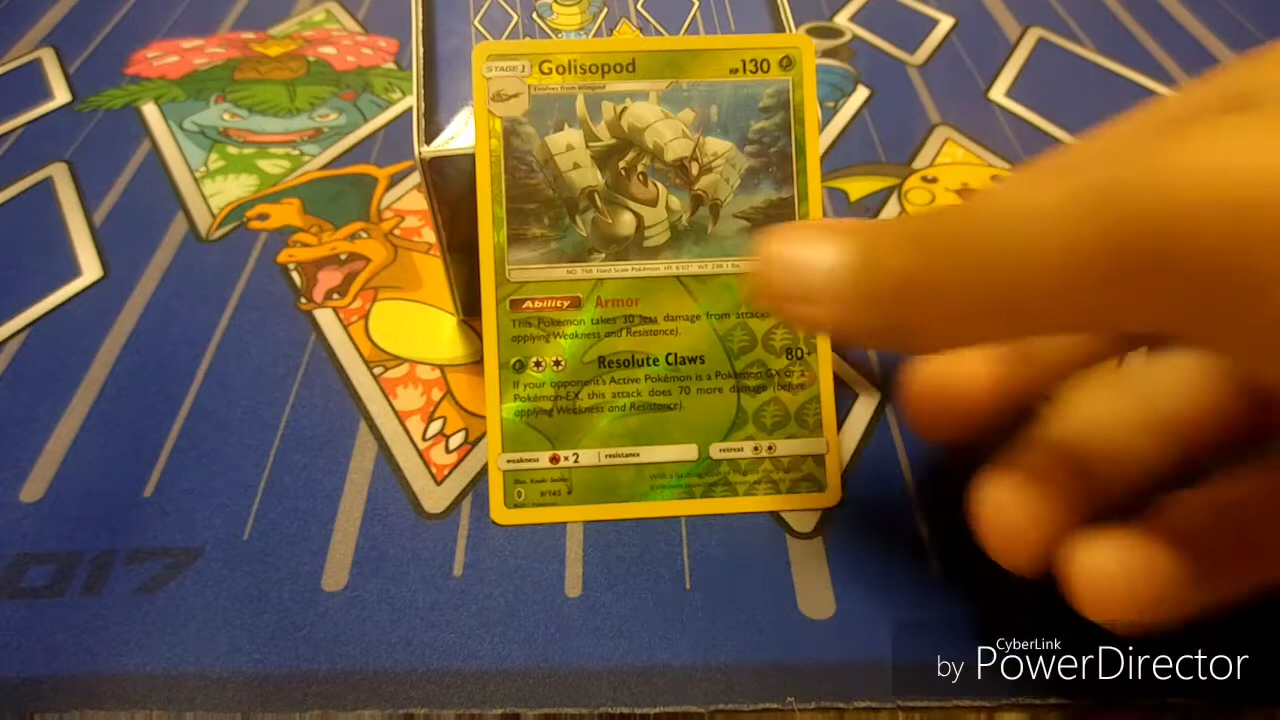 STAGE 1 Golisopod HP 130
Evolves from Wimpod
NO. 768 Hard Scale Pokémon HT: 6'07" WT: 238.1 lbs.
Ability Armor
This Pokémon takes 30 less damage from attacks
applying Weakness and Resistance).
Resolute Claws 80+
If your opponent's Active Pokémon is a Pokémon-GX or a
Pokémon-EX, this attack does 70 more damage (before
applying Weakness and Resistance).
weakness ×2 resistance retreat
Illus.
9/145
017
CyberLink
by PowerDirector